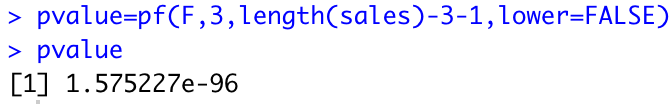 > pvalue=pf(F,3,length(sales)-3-1,lower=FALSE)
> pvalue
[1] 1.575227e-96